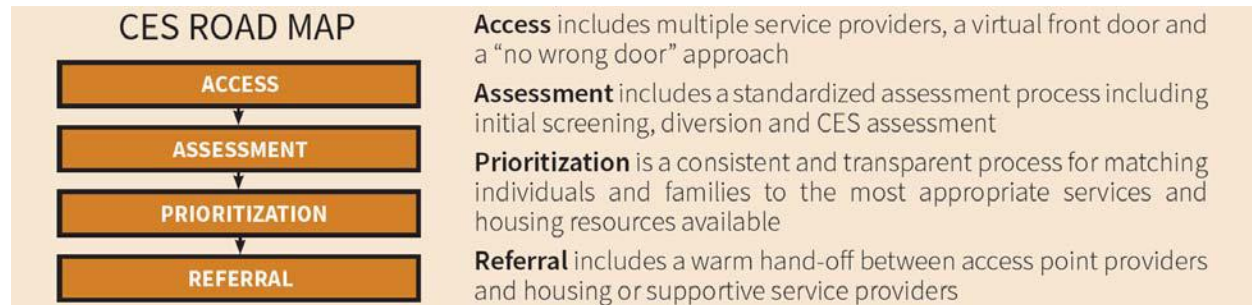 CES ROAD MAP
ACCESS
ASSESSMENT
PRIORITIZATION
REFERRAL
Access includes multiple service providers, a virtual front door and
a “no wrong door” approach
Assessment includes a standardized assessment process including
initial screening, diversion and CES assessment
Prioritization is a consistent and transparent process for matching
individuals and families to the most appropriate services and
housing resources available
Referral includes a warm hand-off between access point providers
and housing or supportive service providers